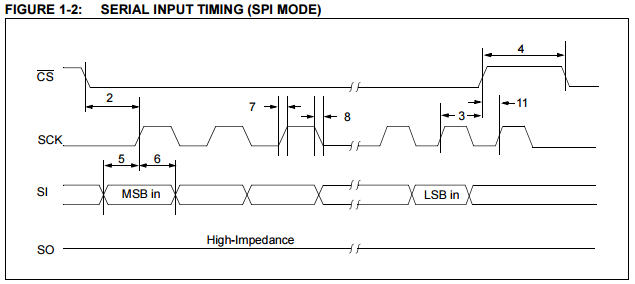 FIGURE 1-2: SERIAL INPUT TIMING (SPI MODE)
4
CS
2
7
8
3
11
SCK
5 6
SI MSB in LSB in
High-Impedance
SO